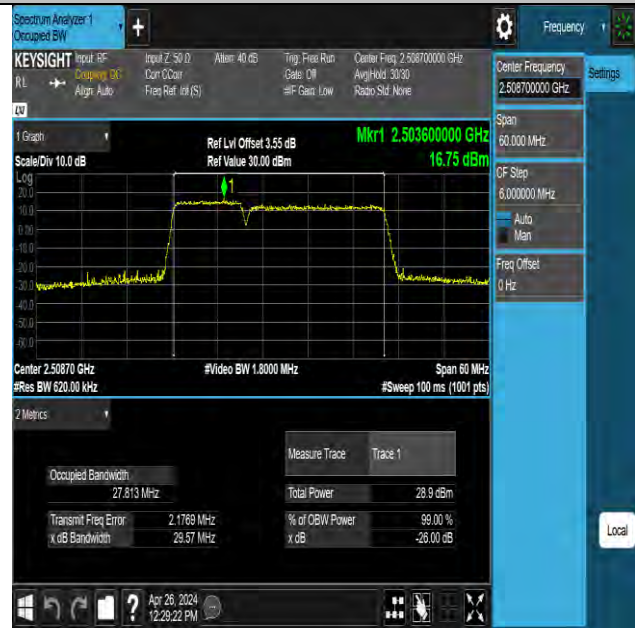 Spectrum Analyzer 1
Occupied BW
Frequency
KEYSIGHT
RL
LXI
Input: RF
Coupling: DC
Align: Auto
Input Z: 50 Ω
Corr CCorr
Freq Ref: Int (S)
Atten: 40 dB
Trig: Free Run
Gate: Off
#IF Gain: Low
Center Freq: 2.508700000 GHz
Avg|Hold: 30/30
Radio Std: None
Center Frequency
2.508700000 GHz
Settings
Span
60.000 MHz
CF Step
6.000000 MHz
Auto
Man
Freq Offset
0 Hz
1 Graph
Scale/Div 10.0 dB
Ref Lvl Offset 3.55 dB
Ref Value 30.00 dBm
Mkr1 2.503600000 GHz
16.75 dBm
Log
20.0
10.0
0.00
-10.0
-20.0
-30.0
-40.0
-50.0
-60.0
1
Center 2.50870 GHz
#Video BW 1.8000 MHz
Span 60 MHz
#Res BW 620.00 kHz
#Sweep 100 ms (1001 pts)
2 Metrics
Measure Trace
Trace 1
Occupied Bandwidth
27.813 MHz
Total Power
28.9 dBm
Transmit Freq Error
2.1769 MHz
% of OBW Power
99.00 %
x dB Bandwidth
29.57 MHz
x dB
-26.00 dB
Local
?
Apr 26, 2024
12:29:22 PM